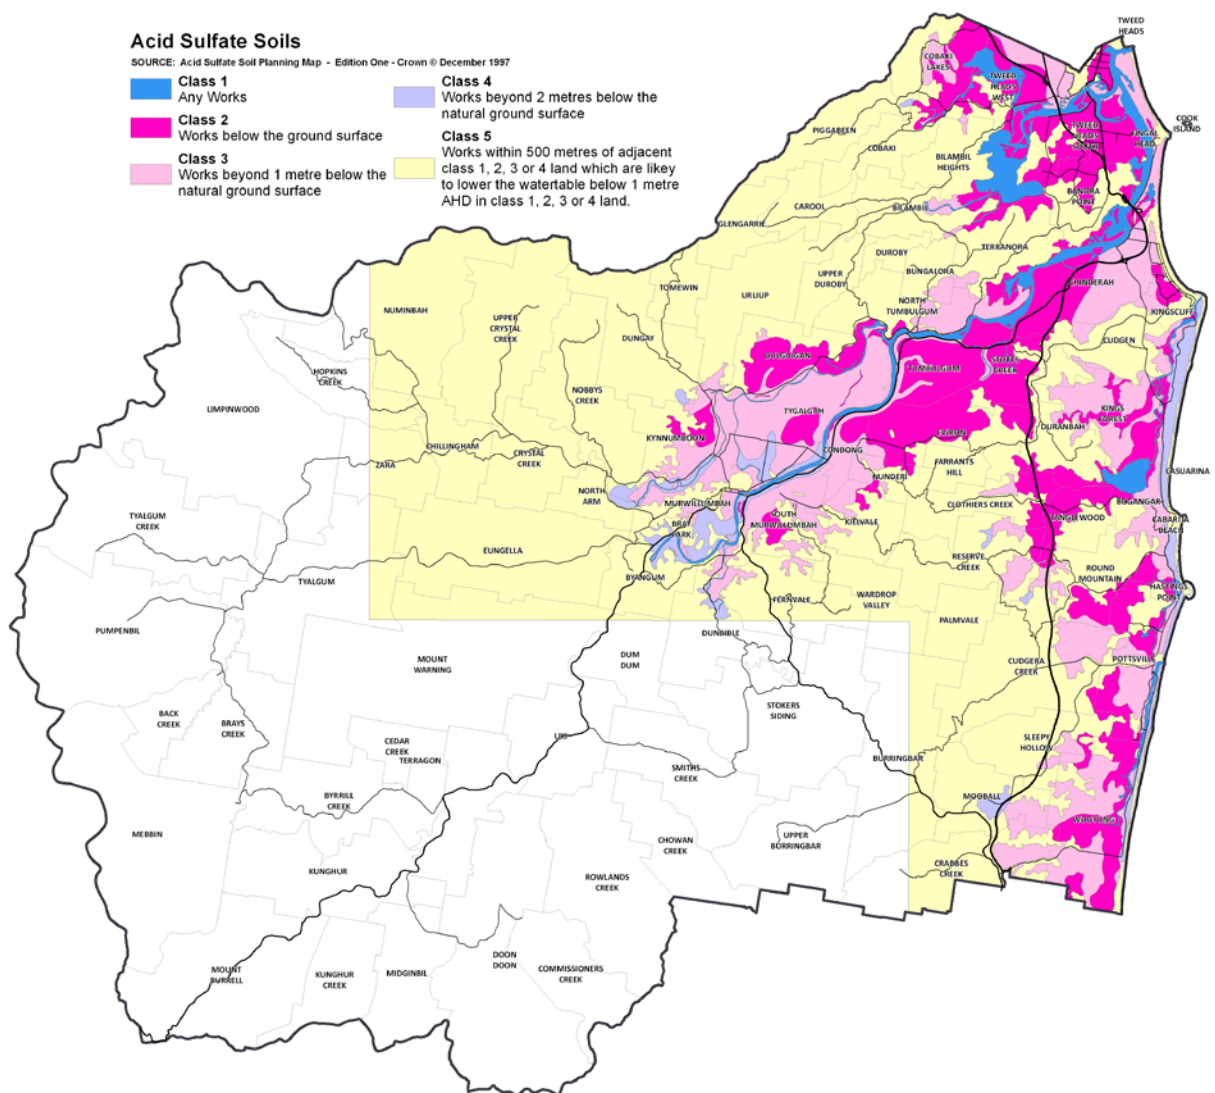 Acid Sulfate Soils
SOURCE: Acid Sulfate Soil Planning Map - Edition One - Crown © December 1997
Class 1
Any Works
Class 2
Works below the ground surface
Class 3
Works beyond 1 metre below the
natural ground surface
Class 4
Works beyond 2 metres below the
natural ground surface
Class 5
Works within 500 metres of adjacent
class 1, 2, 3 or 4 land which are likely
to lower the watertable below 1 metre
AHD in class 1, 2, 3 or 4 land.
TWEED
HEADS
COBAKI
LAKES
TWEED
HEADS
WEST
COOK
ISLAND
PIGGABEEN
TWEED
HEADS
SOUTH
FINGAL
HEAD
COBAKI
BILAMBIL
HEIGHTS
BANORA
POINT
CAROOL
BILAMBIL
GLENGARRIE
TERRANORA
DUROBY
BUNGALORA
UPPER
DUROBY
TOMEWIN
URLIUP
CHINDERAH
NORTH
TUMBULGUM
KINGSCLIFF
NUMINBAH
UPPER
CRYSTAL
CREEK
DUNGAY
CUDGEN
PULGIGAN
STOTTS
CREEK
TUMBULGUM
HOPKINS
CREEK
NOBBYS
CREEK
LIMPINWOOD
TYGALGAH
KINGS
FOREST
KYNNUMBOON
DURANBAH
EVIRON
CHILLINGHAM
CRYSTAL
CREEK
CONDONG
ZARA
FARRANTS
HILL
CASUARINA
NUNDERI
NORTH
ARM
MURWILLUMBAH
CLOTHIERS CREEK
BOGANGAR
TYALGUM
CREEK
BRAY
PARK
SOUTH
MURWILLUMBAH
KIELVALE
TANGLEWOOD
CABARITA
BEACH
EUNGELLA
RESERVE
CREEK
TYALGUM
BYANGUM
ROUND
MOUNTAIN
HASTINGS
POINT
FERNVALE
WARDROP
VALLEY
PUMPENBIL
PALMVALE
DUNBIBLE
MOUNT
WARNING
DUM
DUM
CUDGERA
CREEK
POTTSVILLE
BACK
CREEK
BRAYS
CREEK
STOKERS
SIDING
CEDAR
CREEK
TERRAGON
UKI
SLEEPY
HOLLOW
SMITHS
CREEK
BURRINGBAR
BYRRILL
CREEK
MOOBALL
MEBBIN
CHOWAN
CREEK
UPPER
BURRINGBAR
WOOYUNG
KUNGHUR
ROWLANDS
CREEK
CRABBES
CREEK
MOUNT
BURRELL
KUNGHUR
CREEK
MIDGINBIL
DOON
DOON
COMMISSIONERS
CREEK